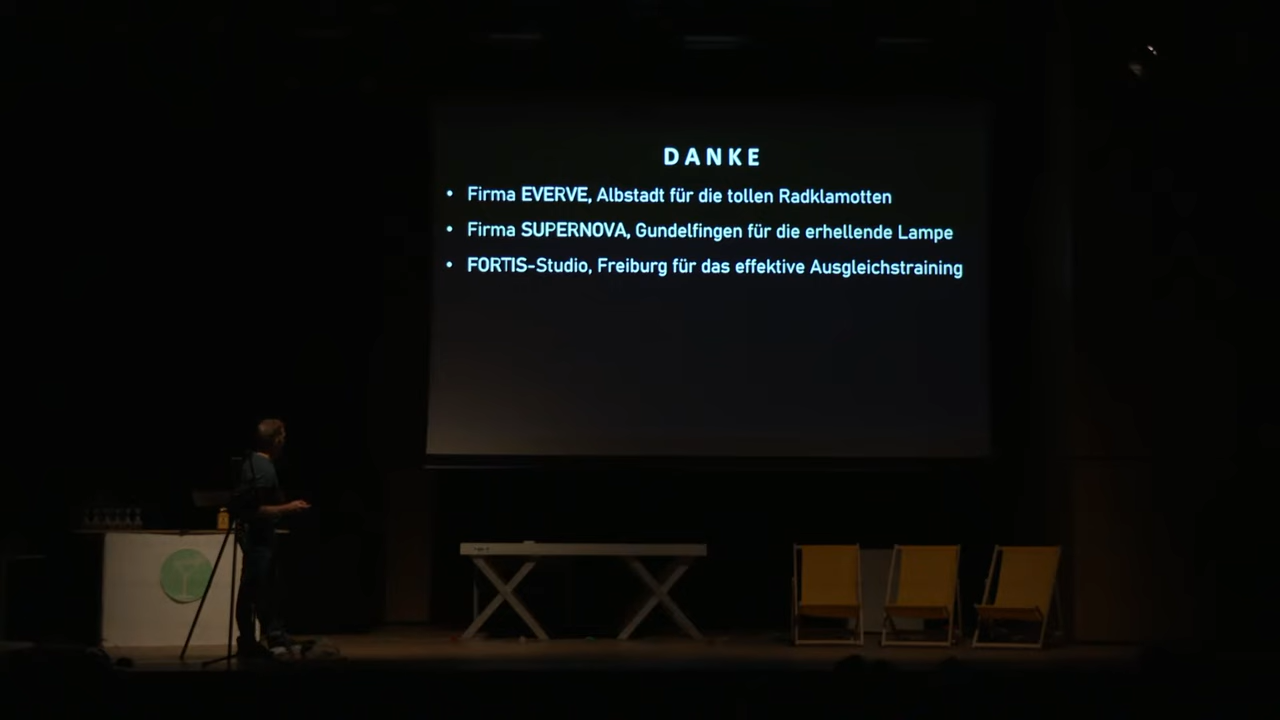 DANKE
• Firma EVERVE, Albstadt für die tollen Radklamotten
• Firma SUPERNOVA, Gundelfingen für die erhellende Lampe
• FORTIS-Studio, Freiburg für das effektive Ausgleichstraining